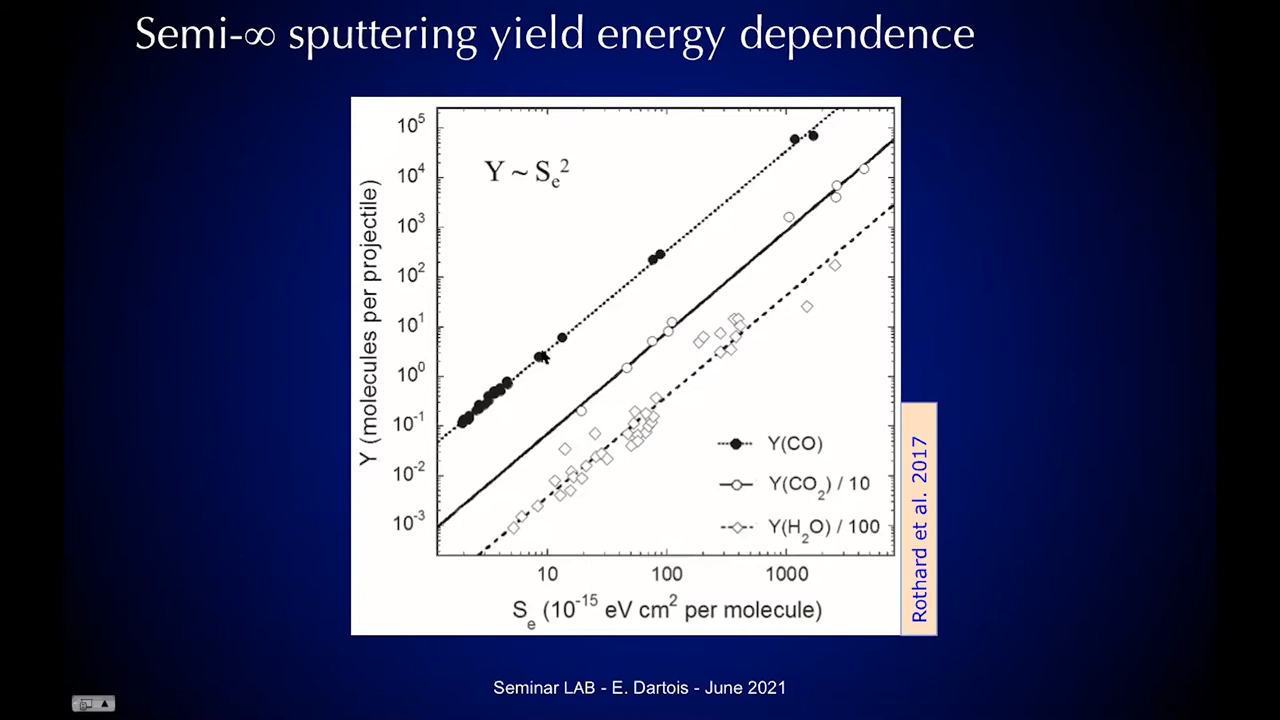 Semi-∞ sputtering yield energy dependence
Y ~ Sₑ²
Y (molecules per projectile)
10⁵
10⁴
10³
10²
10¹
10⁰
10⁻¹
10⁻²
10⁻³
Y(CO)
Y(CO₂) / 10
Y(H₂O) / 100
10 100 1000
Sₑ (10⁻¹⁵ eV cm² per molecule)
Rothard et al. 2017
Seminar LAB - E. Dartois - June 2021